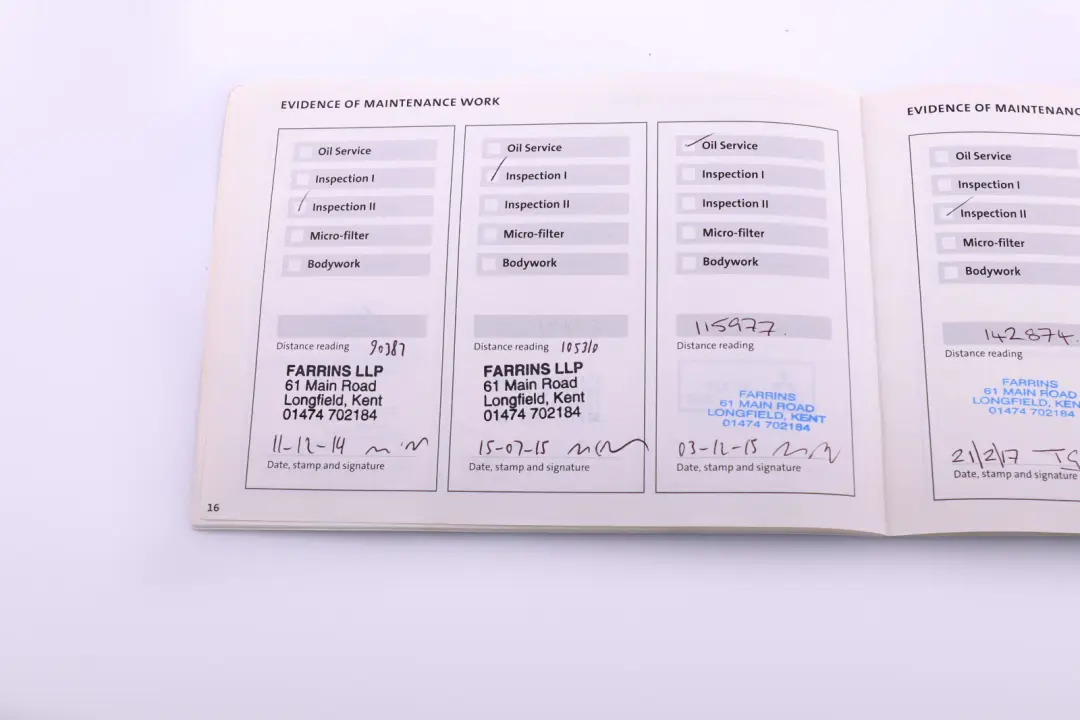 EVIDENCE OF MAINTENANCE WORK
Oil Service
Inspection I
Inspection II
Micro-filter
Bodywork
90387
Distance reading
FARRINS LLP
61 Main Road
Longfield, Kent
01474 702184
11-12-14
Date, stamp and signature
Oil Service
Inspection I
Inspection II
Micro-filter
Bodywork
Distance reading 105310
FARRINS LLP
61 Main Road
Longfield, Kent
01474 702184
15-07-15
Date, stamp and signature
Oil Service
Inspection I
Inspection II
Micro-filter
Bodywork
115977.
Distance reading
FARRINS
61 MAIN ROAD
LONGFIELD, KENT
01474 702184
03-12-15
Date, stamp and signature
16
EVIDENCE OF MAINTENANC
Oil Service
Inspection I
Inspection II
Micro-filter
Bodywork
142874.
Distance reading
FARRINS
61 MAIN ROAD
LONGFIELD, KEN
01474 702184
21/2/17
Date, stamp and signature